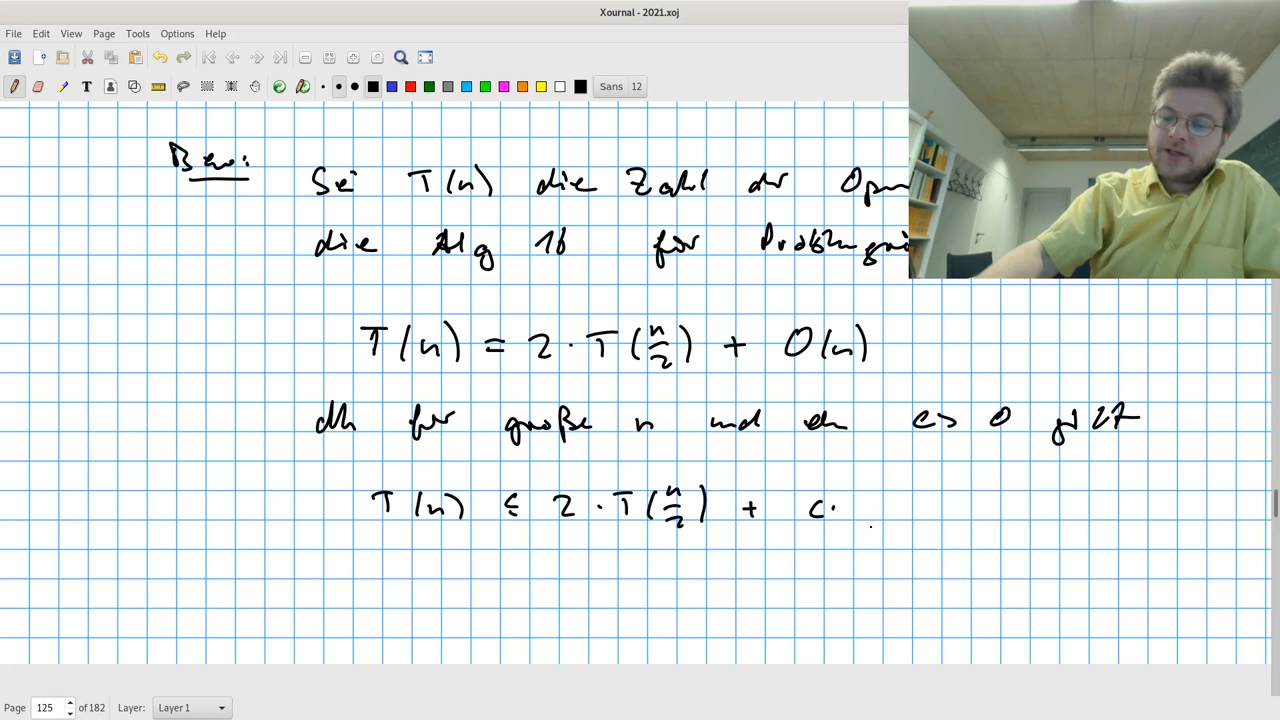 Xournal - 2021.xoj
File Edit View Page Tools Options Help
Sans 12
Bew:
Sei T(n) die Zahl der
die Alg 16 für
T(n) = 2 · T(n/2) + O(n)
dh für große n und ein c > 0 gilt
T(n) ≤ 2 · T(n/2) + c·
Page 125 of 182 Layer: Layer 1